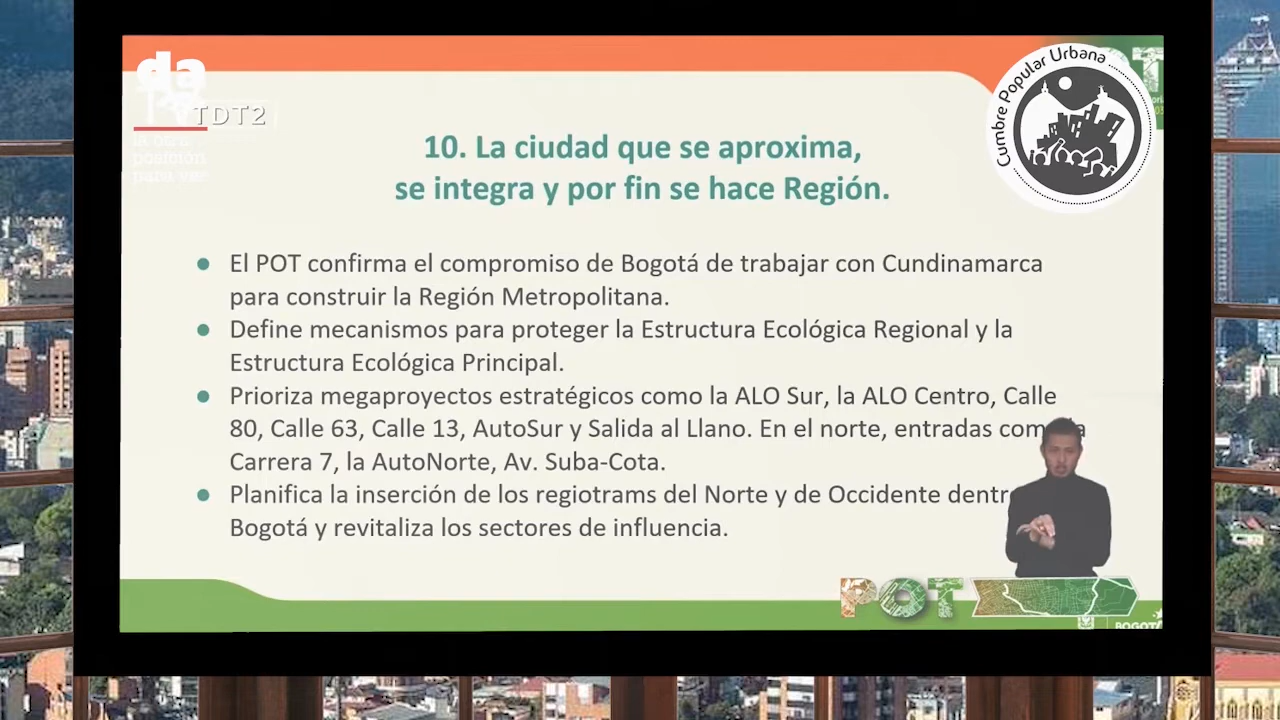 da
TDT2
la otra
posición
para ver
Cumbre Popular Urbana
10. La ciudad que se aproxima,
se integra y por fin se hace Región.
● El POT confirma el compromiso de Bogotá de trabajar con Cundinamarca
para construir la Región Metropolitana.
● Define mecanismos para proteger la Estructura Ecológica Regional y la
Estructura Ecológica Principal.
● Prioriza megaproyectos estratégicos como la ALO Sur, la ALO Centro, Calle
80, Calle 63, Calle 13, AutoSur y Salida al Llano. En el norte, entradas com
Carrera 7, la AutoNorte, Av. Suba-Cota.
● Planifica la inserción de los regiotrams del Norte y de Occidente dentr
Bogotá y revitaliza los sectores de influencia.
POT
BOGOTÁ